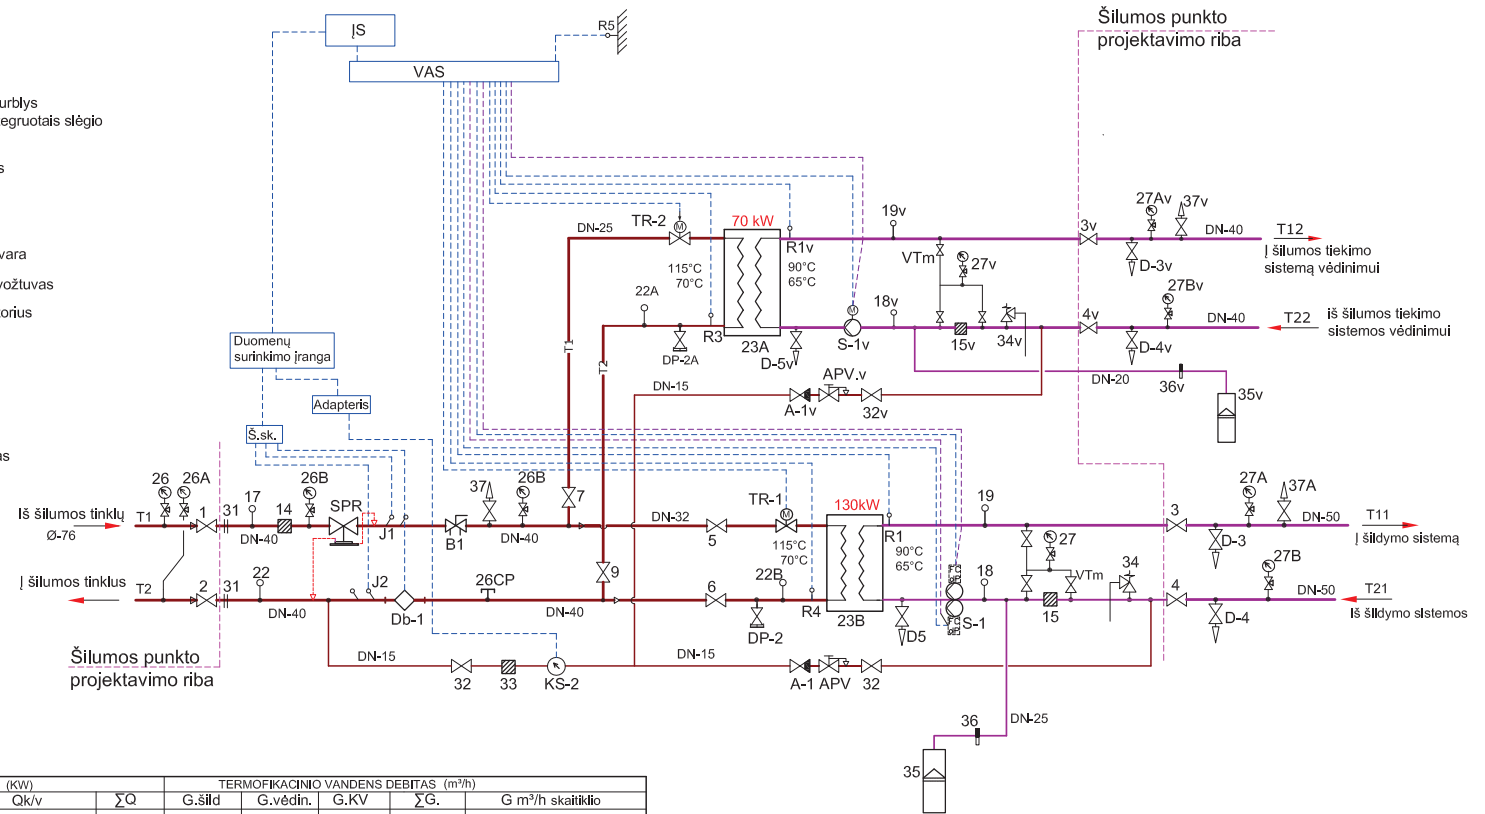 Šilumos punkto
projektavimo riba
ĮS
R5
VAS
urblys
egruotais slėgio
s
vara
vožtuvas
torius
as
27Av
37v
19v
3v
DN-40
T12
Į šilumos tiekimo
sistemą vėdinimui
TR-2
M
70 kW
DN-25
R1v
VTm
27v
D-3v
115°C
70°C
90°C
65°C
27Bv
22A
18v
4v
DN-40
T22
iš šilumos tiekimo
sistemos vėdinimui
M
R3
23A
S-1v
15v
34v
D-4v
DP-2A
D-5v
T1
T2
Duomenų
surinkimo įranga
Adapteris
Š.sk.
DN-15
APV.v
A-1v
32v
DN-20
36v
35v
26
26A
26B
17
14
SPR
37
26B
7
TR-1
M
130kW
19
27A
37A
3
Iš šilumos tinklų
Ø-76
T1
1
31
DN-40
J1
B1
DN-40
DN-32
5
115°C
70°C
R1
90°C
65°C
27
D-3
DN-50
T11
Į šildymo sistemą
Į šilumos tinklus
T2
2
31
22
DN-40
J2
Db-1
26CP
DN-40
9
6
22B
R4
23B
18
VTm
34
4
27B
DN-50
T21
Iš šildymo sistemos
DP-2
D5
S-1
15
D-4
Šilumos punkto
projektavimo riba
DN-15
32
33
KS-2
DN-15
A-1
APV
32
36
DN-25
35
(KW)
TERMOFIKACINIO VANDENS DEBITAS (m³/h)
Qk/v
∑Q
G.šild
G.vėdin.
G.KV
∑G.
G m³/h skaitiklio